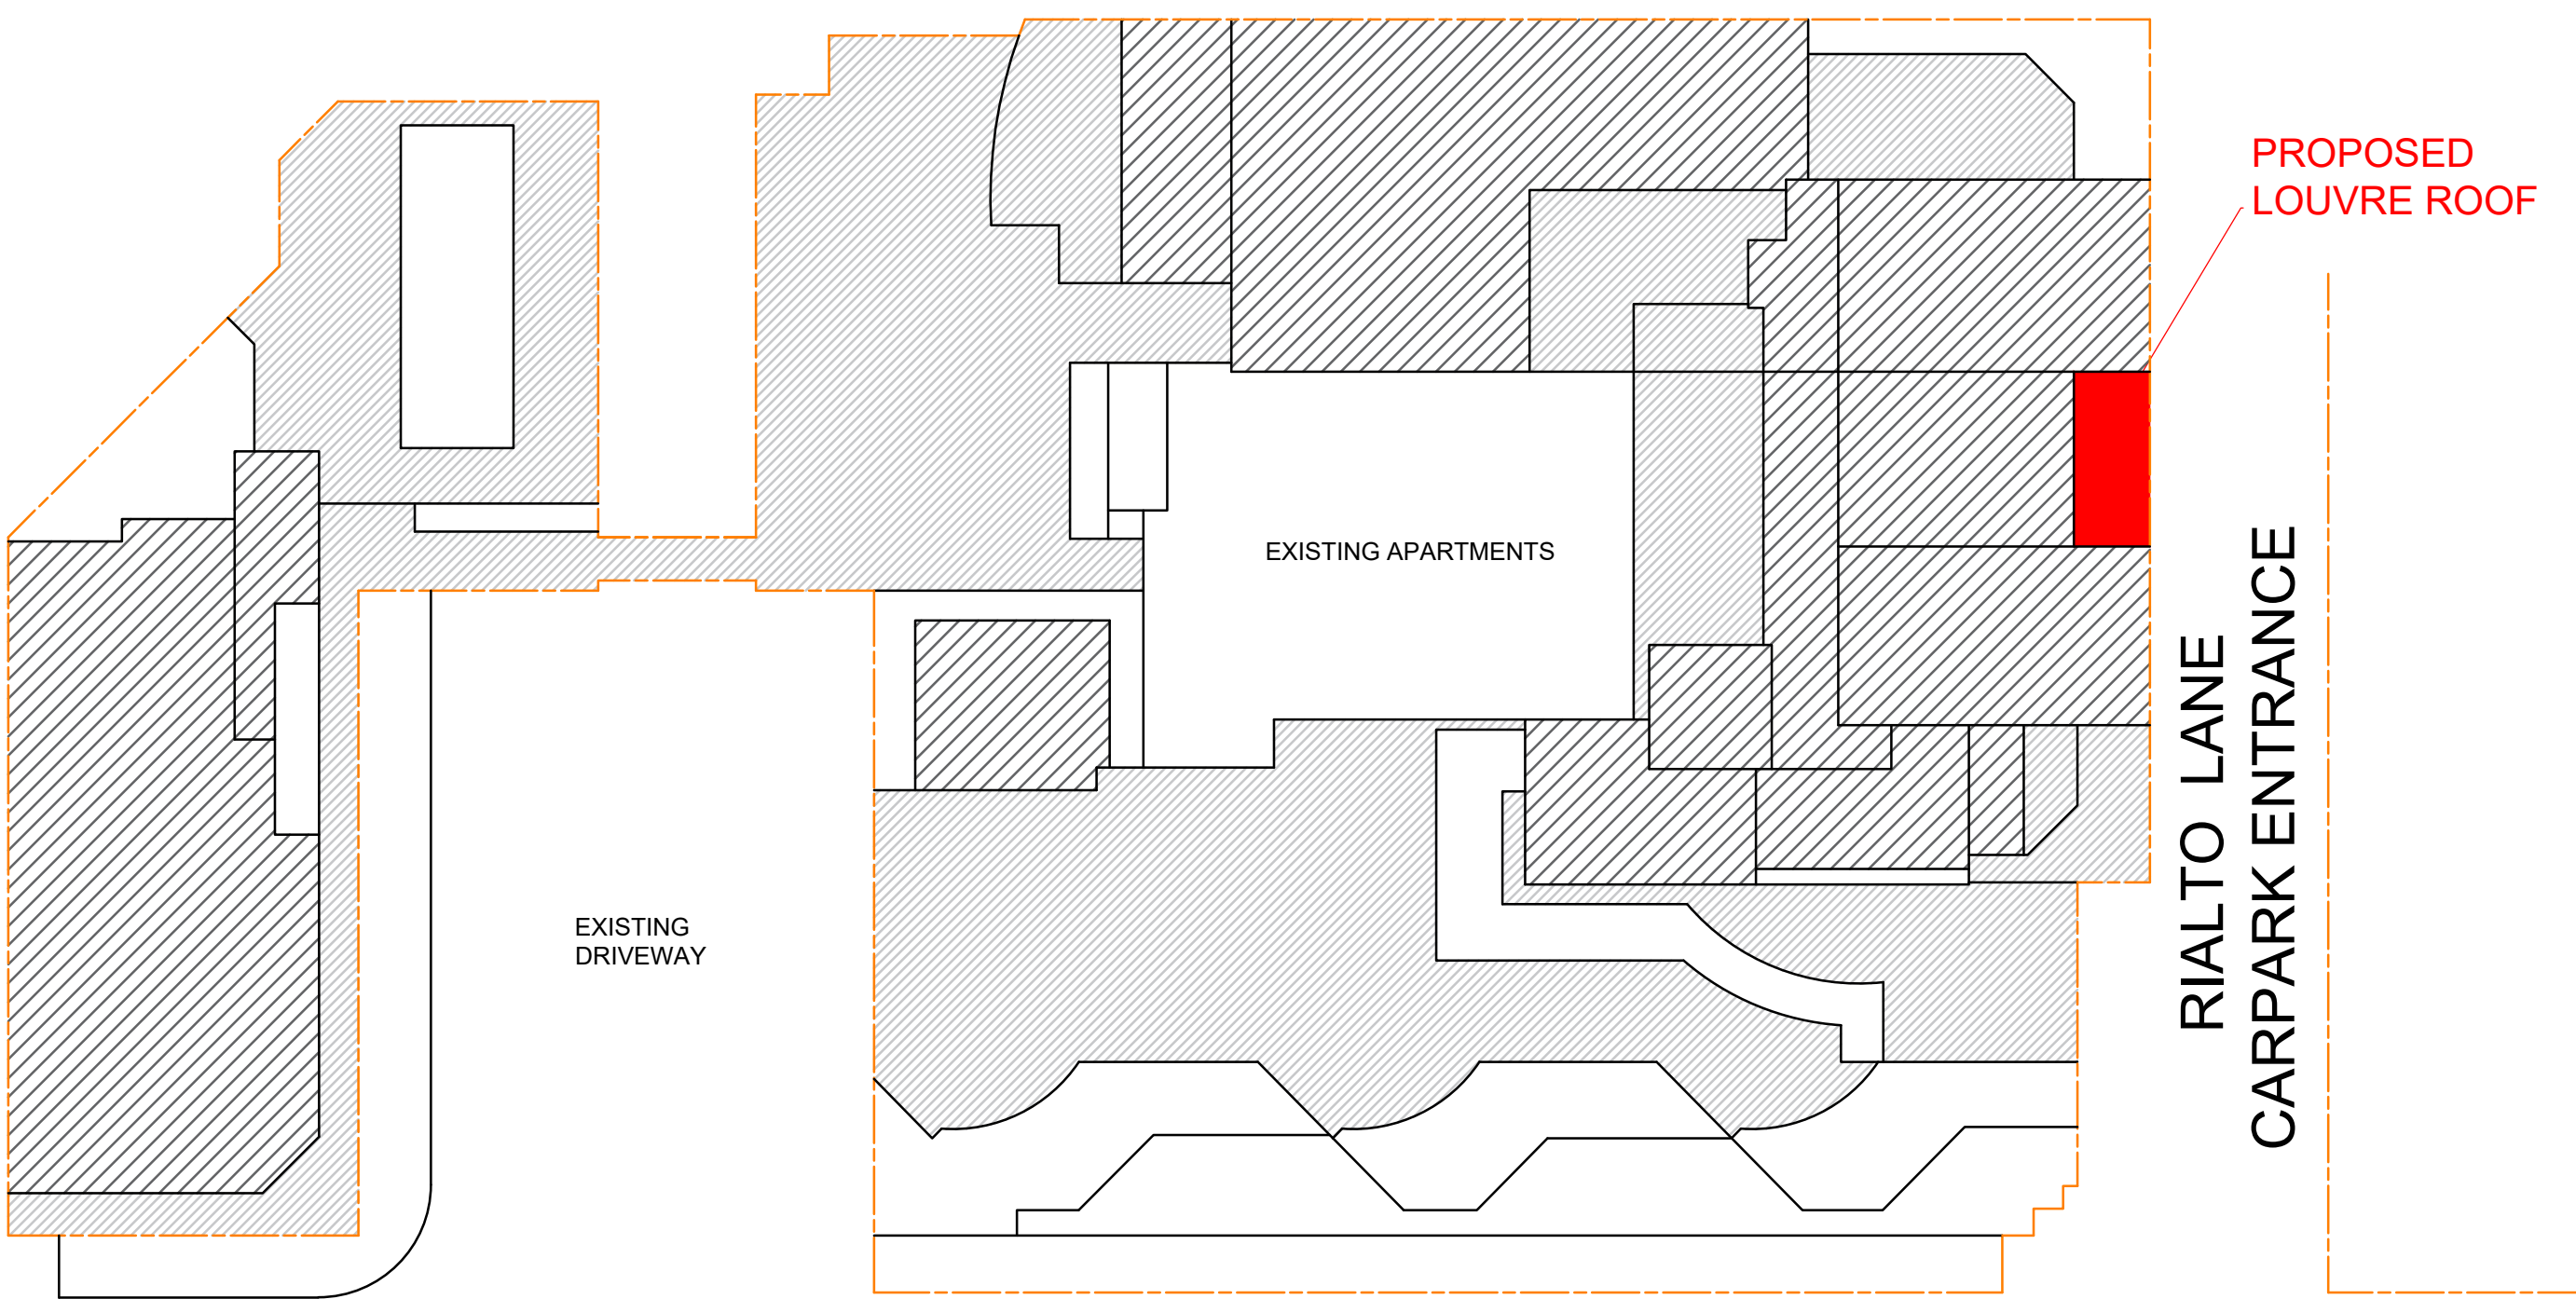 PROPOSED
LOUVRE ROOF
EXISTING APARTMENTS
RIALTO LANE
CARPARK ENTRANCE
EXISTING
DRIVEWAY